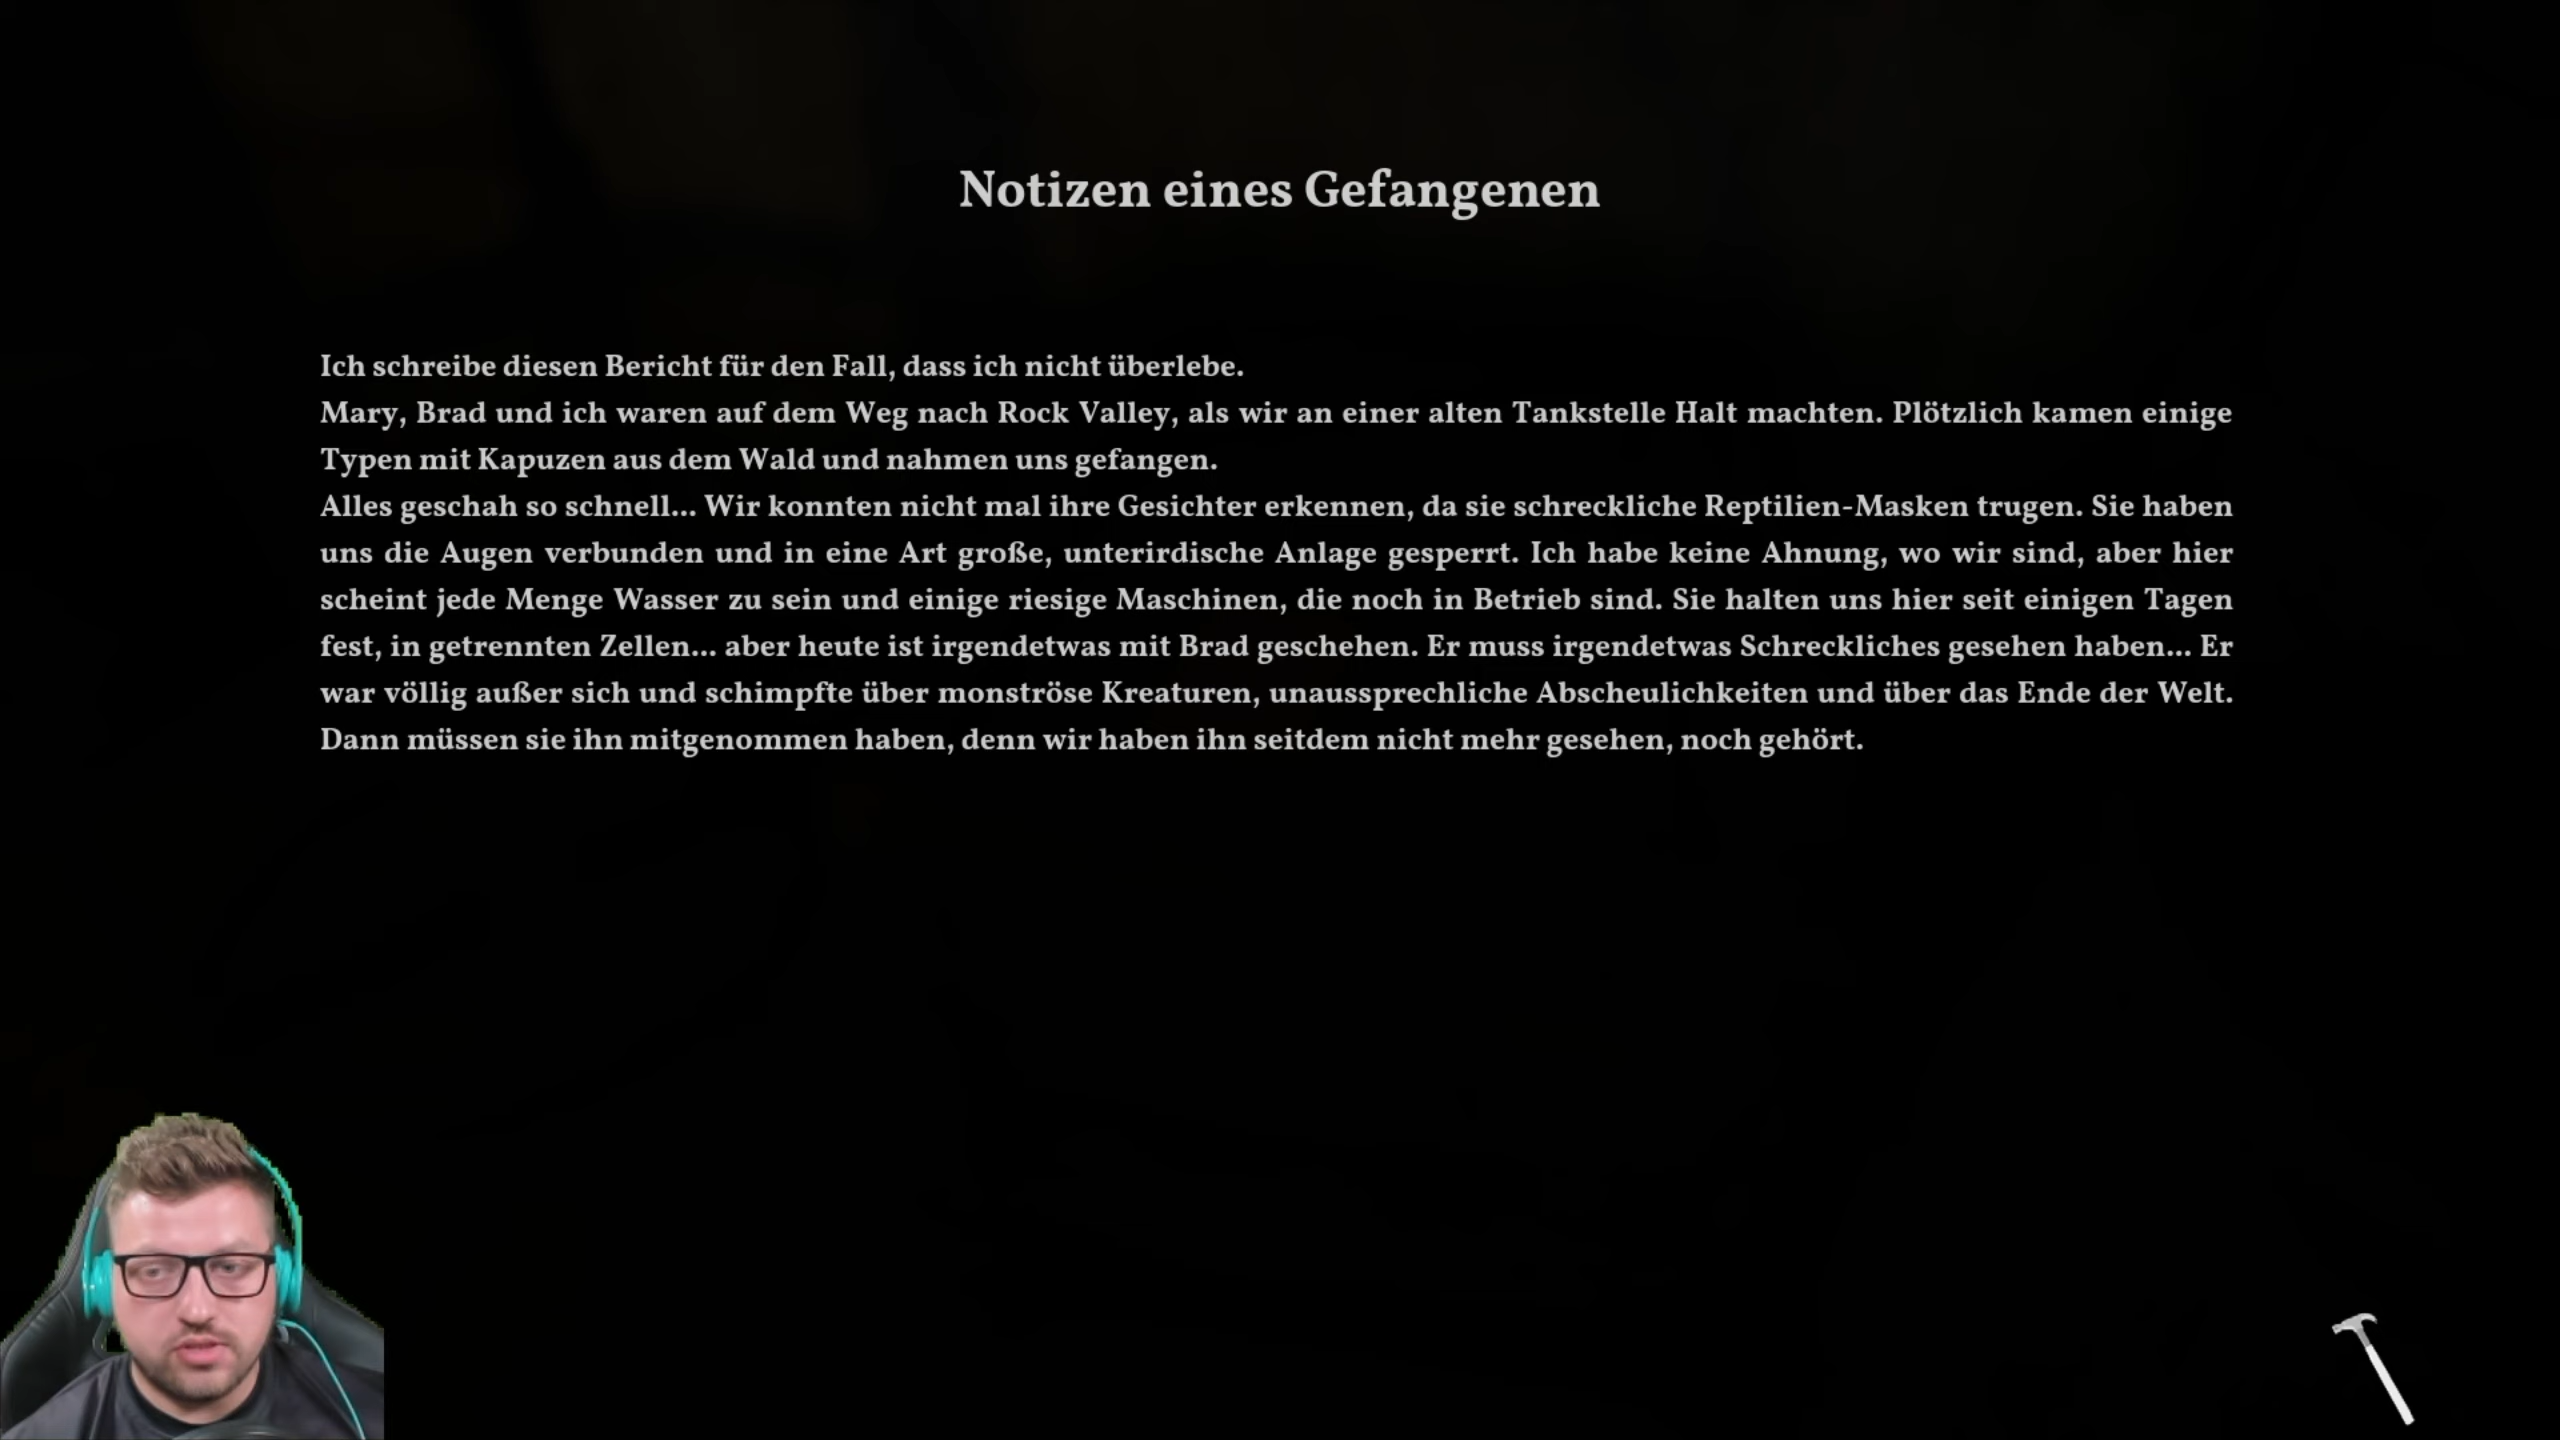 Notizen eines Gefangenen
Ich schreibe diesen Bericht für den Fall, dass ich nicht überlebe.
Mary, Brad und ich waren auf dem Weg nach Rock Valley, als wir an einer alten Tankstelle Halt machten. Plötzlich kamen einige
Typen mit Kapuzen aus dem Wald und nahmen uns gefangen.
Alles geschah so schnell... Wir konnten nicht mal ihre Gesichter erkennen, da sie schreckliche Reptilien-Masken trugen. Sie haben
uns die Augen verbunden und in eine Art große, unterirdische Anlage gesperrt. Ich habe keine Ahnung, wo wir sind, aber hier
scheint jede Menge Wasser zu sein und einige riesige Maschinen, die noch in Betrieb sind. Sie halten uns hier seit einigen Tagen
fest, in getrennten Zellen... aber heute ist irgendetwas mit Brad geschehen. Er muss irgendetwas Schreckliches gesehen haben... Er
war völlig außer sich und schimpfte über monströse Kreaturen, unaussprechliche Abscheulichkeiten und über das Ende der Welt.
Dann müssen sie ihn mitgenommen haben, denn wir haben ihn seitdem nicht mehr gesehen, noch gehört.